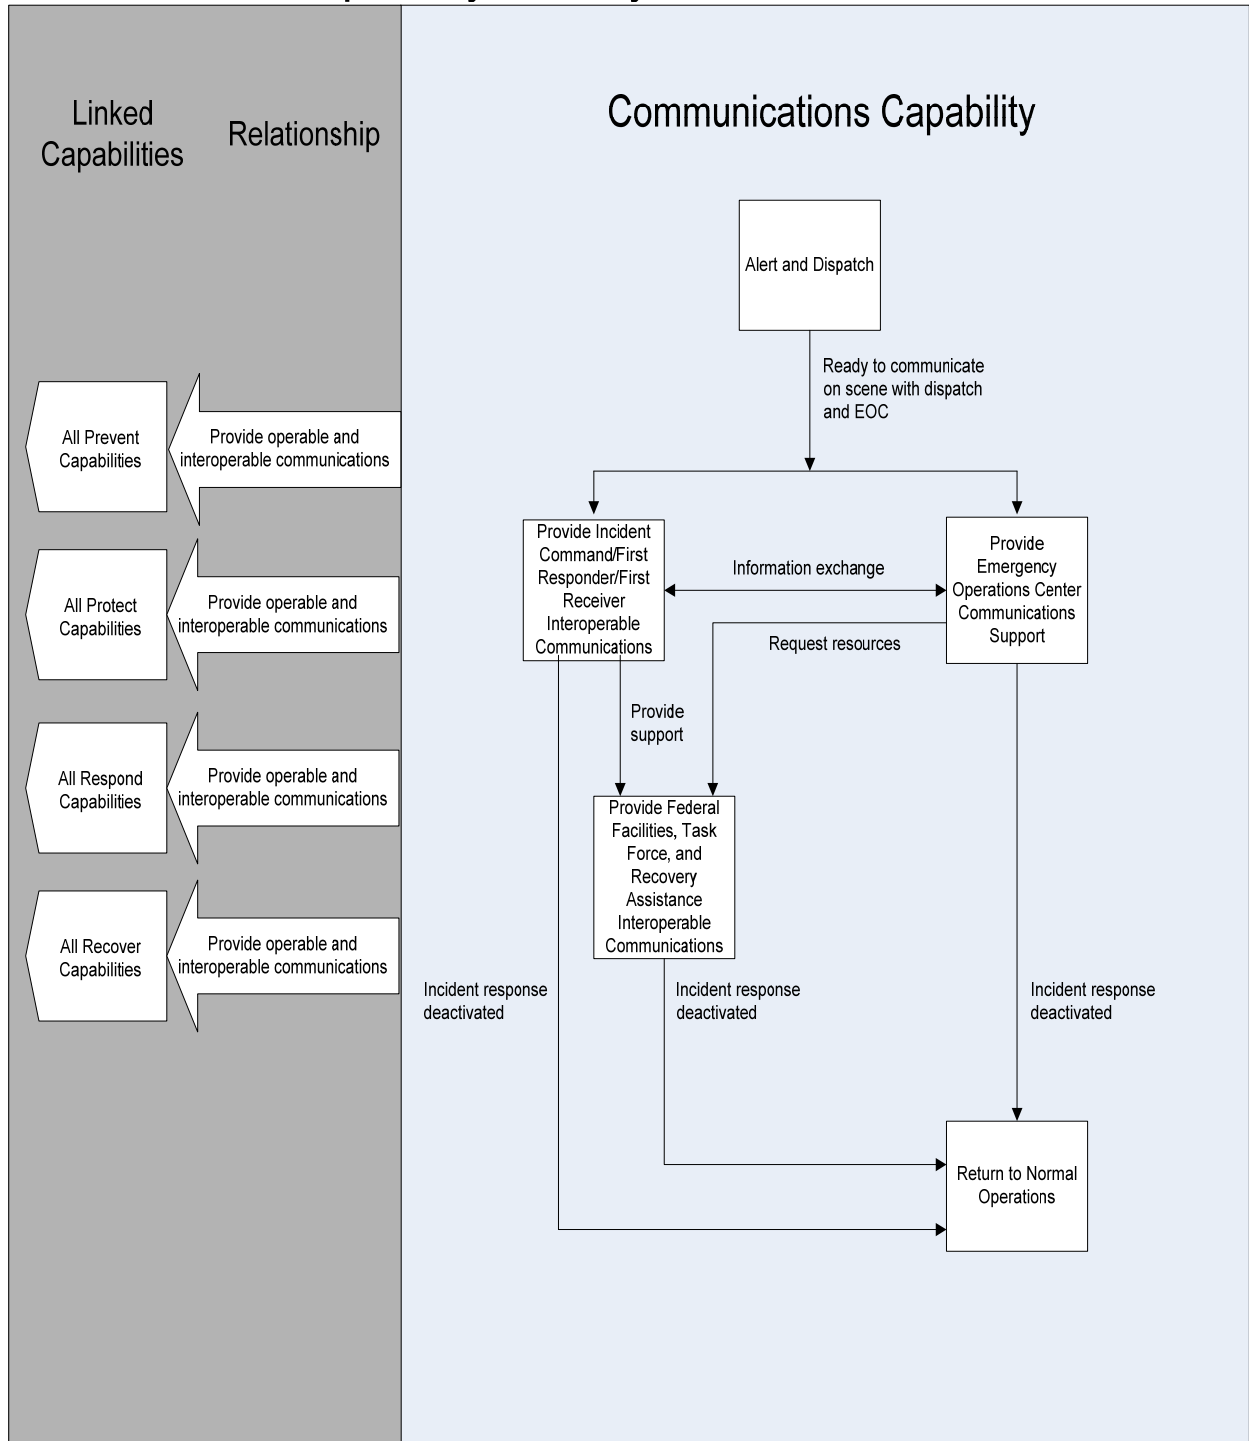 Linked
Capabilities
Relationship
Communications Capability
Alert and Dispatch
Ready to communicate
on scene with dispatch
and EOC
All Prevent
Capabilities
Provide operable and
interoperable communications
Provide Incident
Command/First
Responder/First
Receiver
Interoperable
Communications
Information exchange
Provide
Emergency
Operations Center
Communications
Support
Request resources
All Protect
Capabilities
Provide operable and
interoperable communications
Provide
support
All Respond
Capabilities
Provide operable and
interoperable communications
Provide Federal
Facilities, Task
Force, and
Recovery
Assistance
Interoperable
Communications
All Recover
Capabilities
Provide operable and
interoperable communications
Incident response
deactivated
Incident response
deactivated
Incident response
deactivated
Return to Normal
Operations